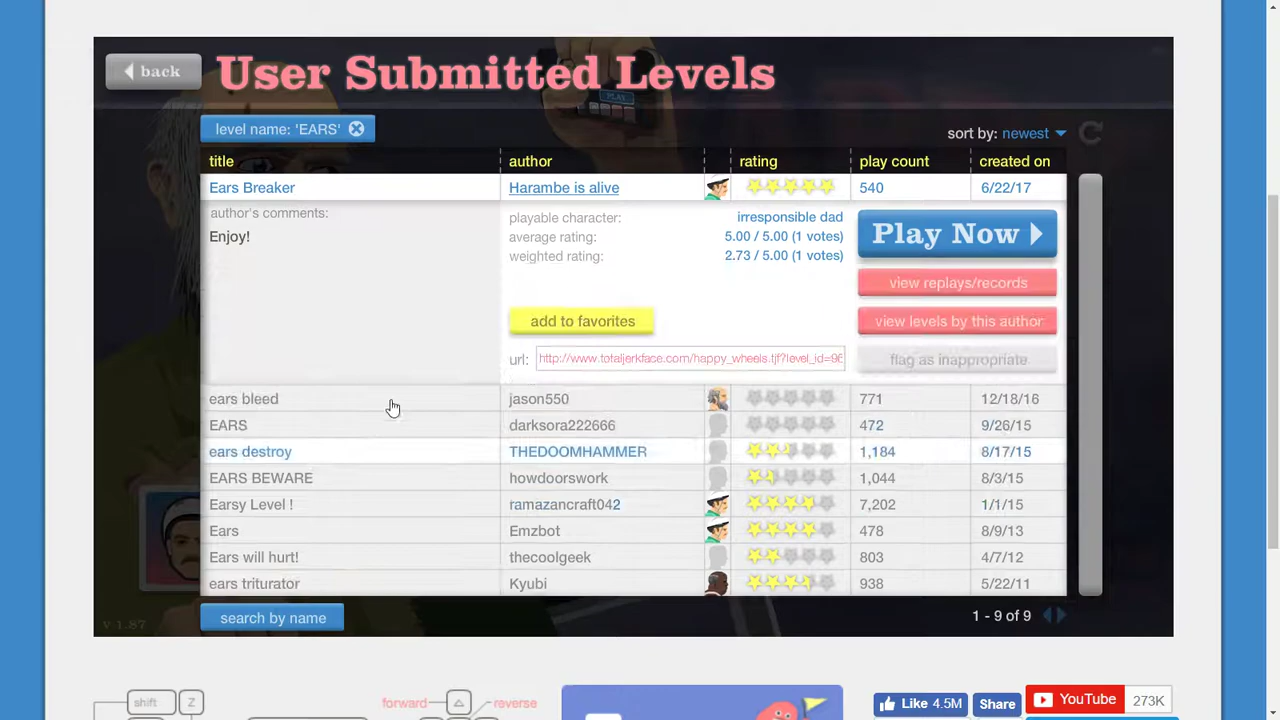 back
User Submitted Levels
level name: 'EARS'
sort by: newest
title author rating play count created on
Ears Breaker Harambe is alive 540 6/22/17
author's comments:
Enjoy!
playable character: irresponsible dad
average rating: 5.00 / 5.00 (1 votes)
weighted rating: 2.73 / 5.00 (1 votes)
Play Now
view replays/records
add to favorites
view levels by this author
url: http://www.totaljerkface.com/happy_wheels.tjf?level_id=96
flag as inappropriate
ears bleed jason550 771 12/18/16
EARS darksora222666 472 9/26/15
ears destroy THEDOOMHAMMER 1,184 8/17/15
EARS BEWARE howdoorswork 1,044 8/3/15
Earsy Level ! ramazancraft042 7,202 1/1/15
Ears Emzbot 478 8/9/13
Ears will hurt! thecoolgeek 803 4/7/12
ears triturator Kyubi 938 5/22/11
v 1.87
search by name
1 - 9 of 9
shift Z
forward reverse
Like 4.5M
Share
YouTube 273K